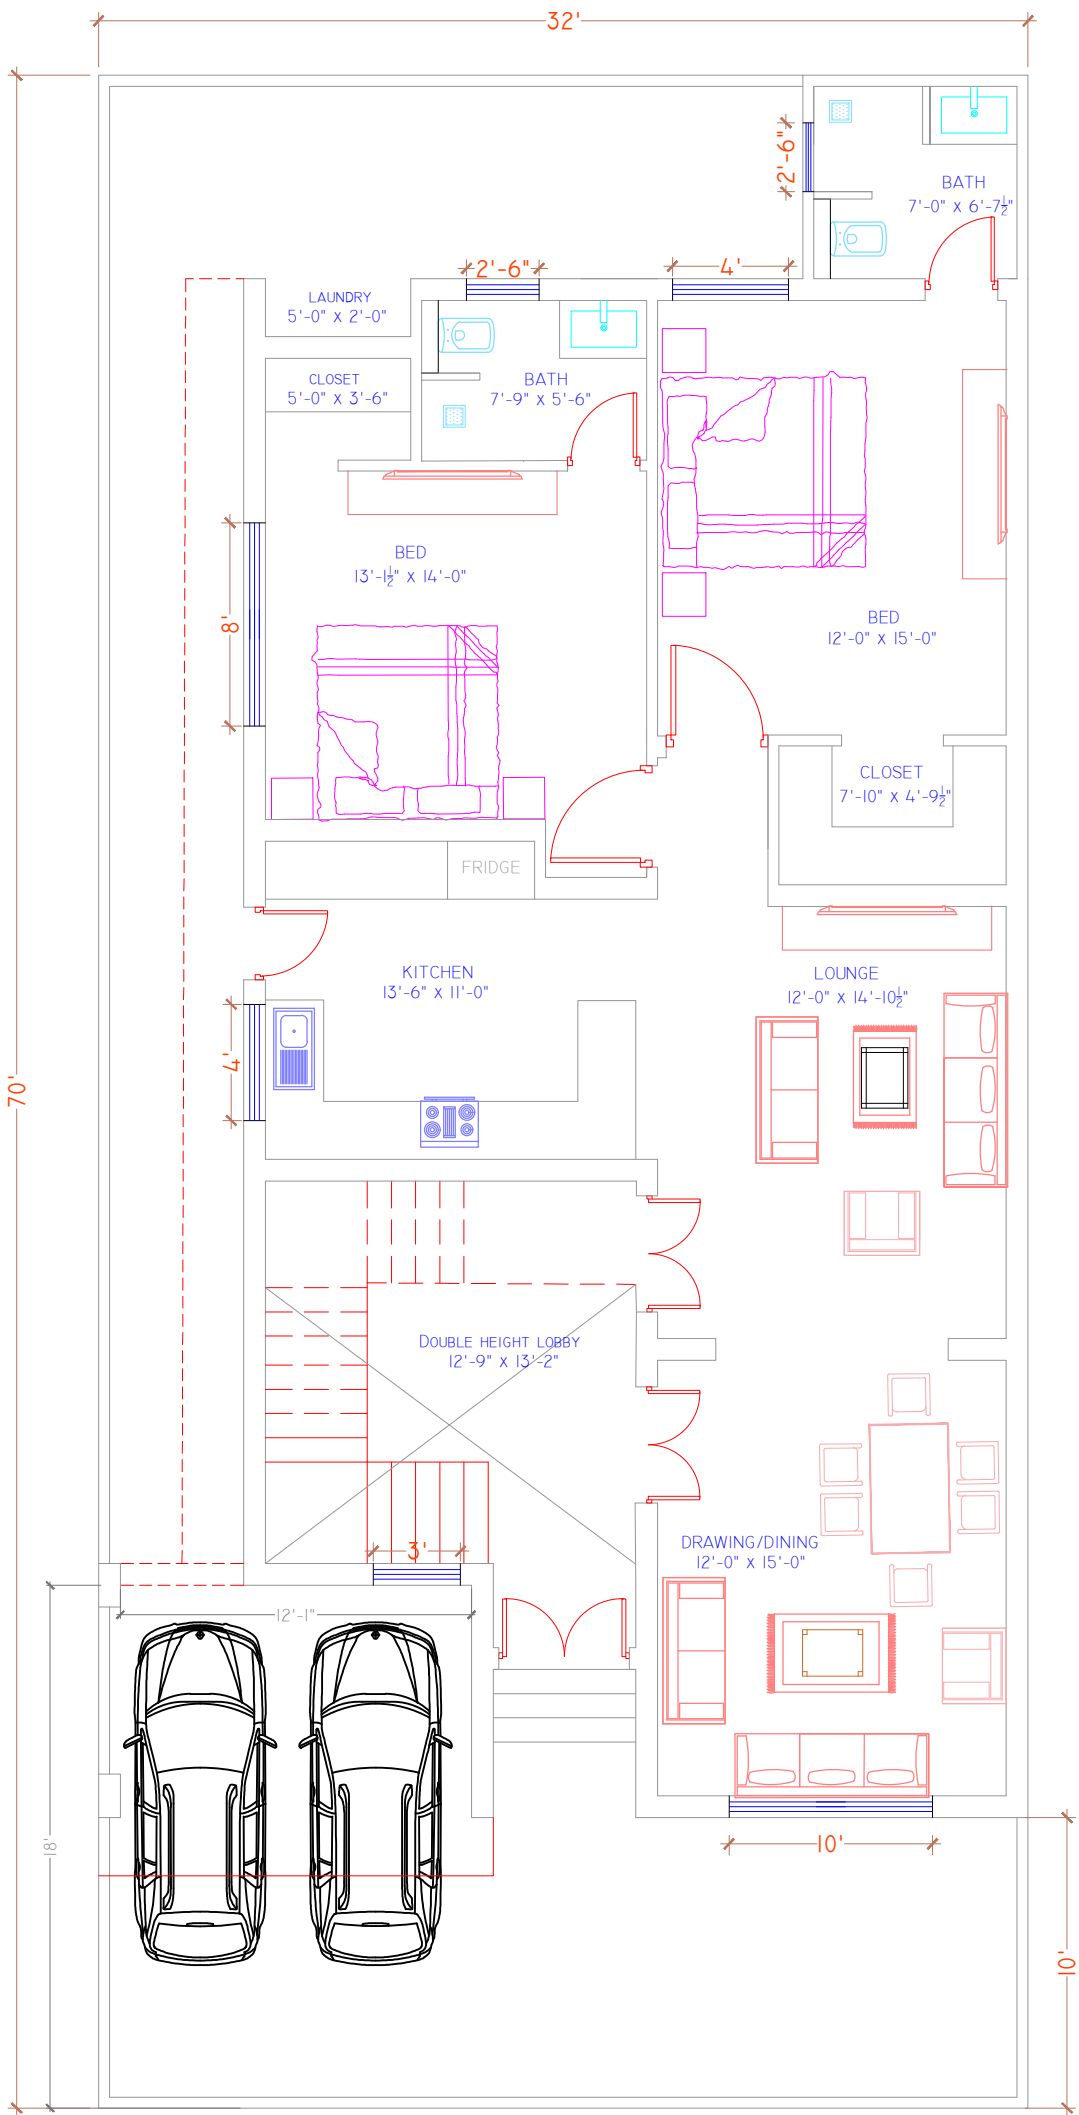 32'
2'-6"
BATH
7'-0" X 6'-7½"
2'-6"
4'
LAUNDRY
5'-0" X 2'-0"
CLOSET
5'-0" X 3'-6"
BATH
7'-9" X 5'-6"
BED
13'-1½" X 14'-0"
8'
BED
12'-0" X 15'-0"
CLOSET
7'-10" X 4'-9½"
FRIDGE
KITCHEN
13'-6" X 11'-0"
LOUNGE
12'-0" X 14'-10½"
4'
70'
DOUBLE HEIGHT LOBBY
12'-9" X 13'-2"
DRAWING/DINING
12'-0" X 15'-0"
3'
12'-1"
18'
10'
10'